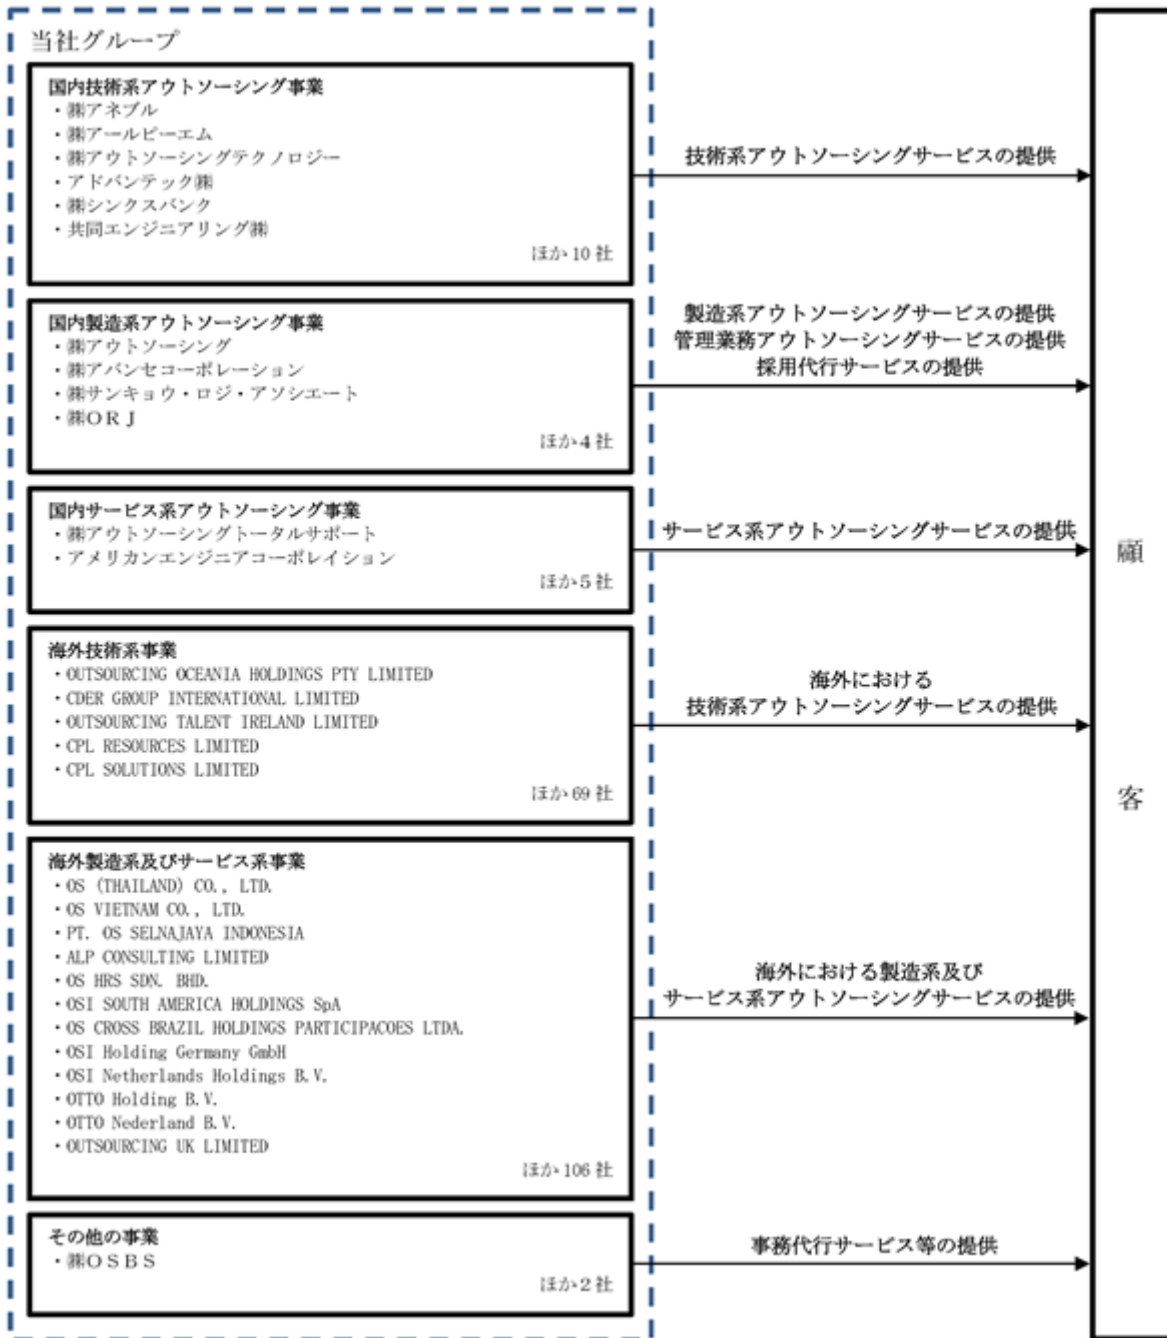 当社グループ
国内技術系アウトソーシング事業
・㈱アネブル
・㈱アールピーエム
・㈱アウトソーシングテクノロジー
・アドバンテック㈱
・㈱シンクスバンク
・共同エンジニアリング㈱
ほか10社
技術系アウトソーシングサービスの提供
国内製造系アウトソーシング事業
・㈱アウトソーシング
・㈱アバンセコーポレーション
・㈱サンキョウ・ロジ・アソシエート
・㈱ＯＲＪ
ほか4社
製造系アウトソーシングサービスの提供
管理業務アウトソーシングサービスの提供
採用代行サービスの提供
国内サービス系アウトソーシング事業
・㈱アウトソーシングトータルサポート
・アメリカンエンジニアコーポレイション
ほか5社
サービス系アウトソーシングサービスの提供
海外技術系事業
・OUTSOURCING OCEANIA HOLDINGS PTY LIMITED
・CDER GROUP INTERNATIONAL LIMITED
・OUTSOURCING TALENT IRELAND LIMITED
・CPL RESOURCES LIMITED
・CPL SOLUTIONS LIMITED
ほか69社
海外における
技術系アウトソーシングサービスの提供
海外製造系及びサービス系事業
・OS (THAILAND) CO., LTD.
・OS VIETNAM CO., LTD.
・PT. OS SELNAJAYA INDONESIA
・ALP CONSULTING LIMITED
・OS HRS SDN. BHD.
・OSI SOUTH AMERICA HOLDINGS SpA
・OS CROSS BRAZIL HOLDINGS PARTICIPACOES LTDA.
・OSI Holding Germany GmbH
・OSI Netherlands Holdings B.V.
・OTTO Holding B.V.
・OTTO Nederland B.V.
・OUTSOURCING UK LIMITED
ほか106社
海外における製造系及び
サービス系アウトソーシングサービスの提供
その他の事業
・㈱ＯＳＢＳ
ほか2社
事務代行サービス等の提供
顧
客